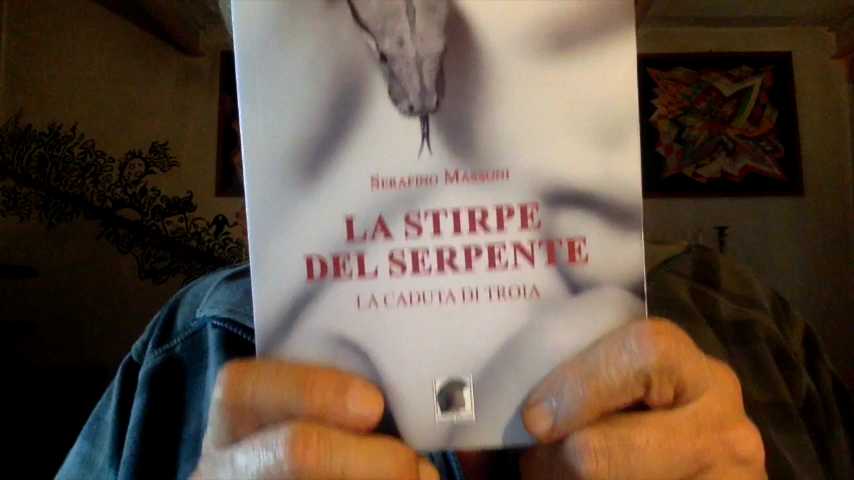 SERAFINO MASSONI
LA STIRPE
DEL SERPENTE
LA CADUTA DI TROIA